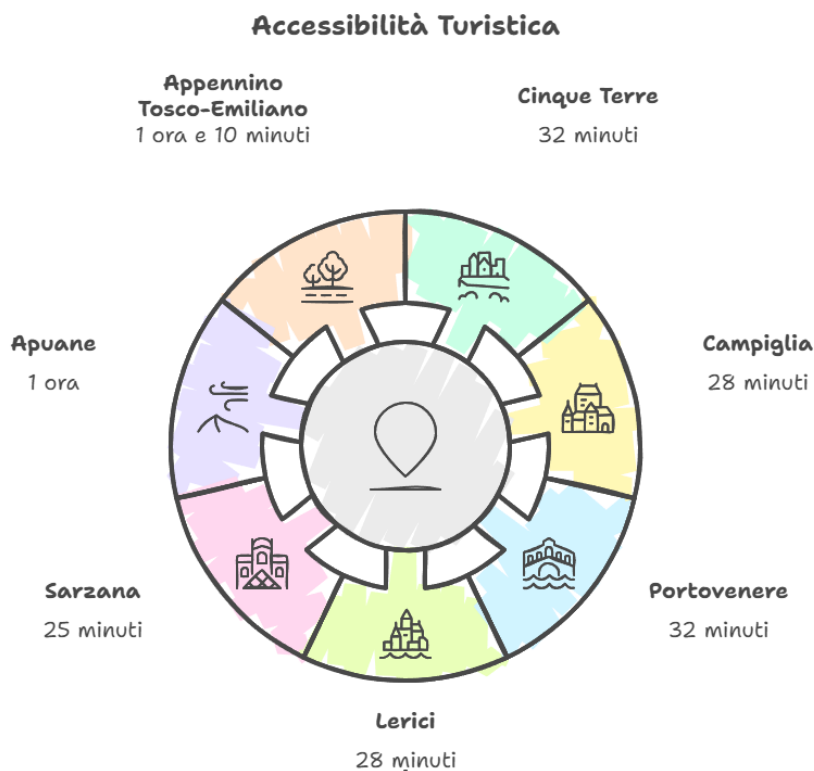 Accessibilità Turistica
Appennino
Tosco-Emiliano
1 ora e 10 minuti
Cinque Terre
32 minuti
Campiglia
28 minuti
Portovenere
32 minuti
Lerici
28 minuti
Sarzana
25 minuti
Apuane
1 ora